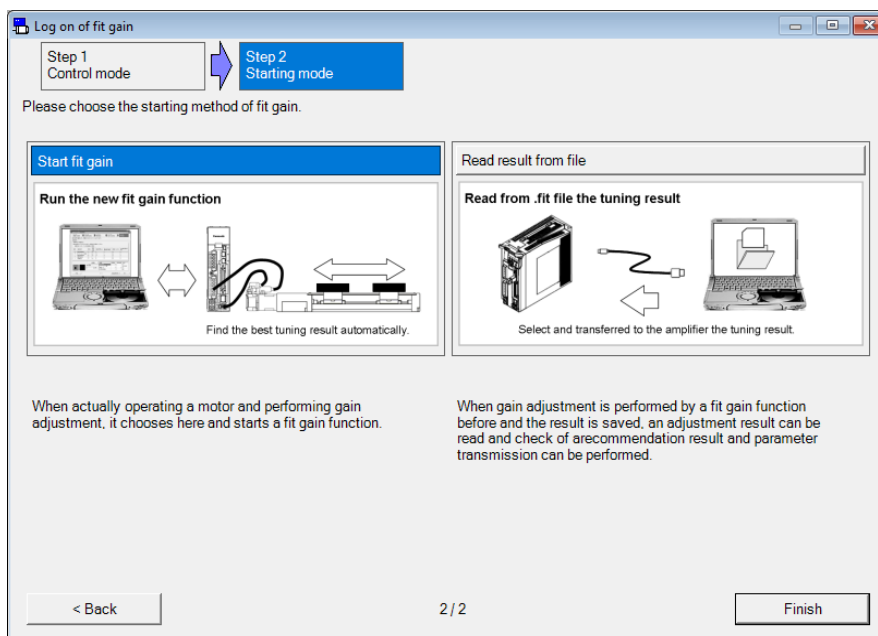 Log on of fit gain
Step 1
Control mode
Step 2
Starting mode
Please choose the starting method of fit gain.
Start fit gain
Run the new fit gain function
Find the best tuning result automatically.
When actually operating a motor and performing gain
adjustment, it chooses here and starts a fit gain function.
Read result from file
Read from .fit file the tuning result
Select and transferred to the amplifier the tuning result.
When gain adjustment is performed by a fit gain function
before and the result is saved, an adjustment result can be
read and check of arecommendation result and parameter
transmission can be performed.
< Back
2 / 2
Finish